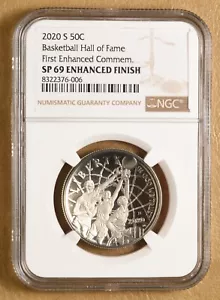 2020 S 50C
Basketball Hall of Fame
First Enhanced Commem.
SP 69 ENHANCED FINISH
8322376-006
NUMISMATIC GUARANTY COMPANY
NGC
LIBERTY